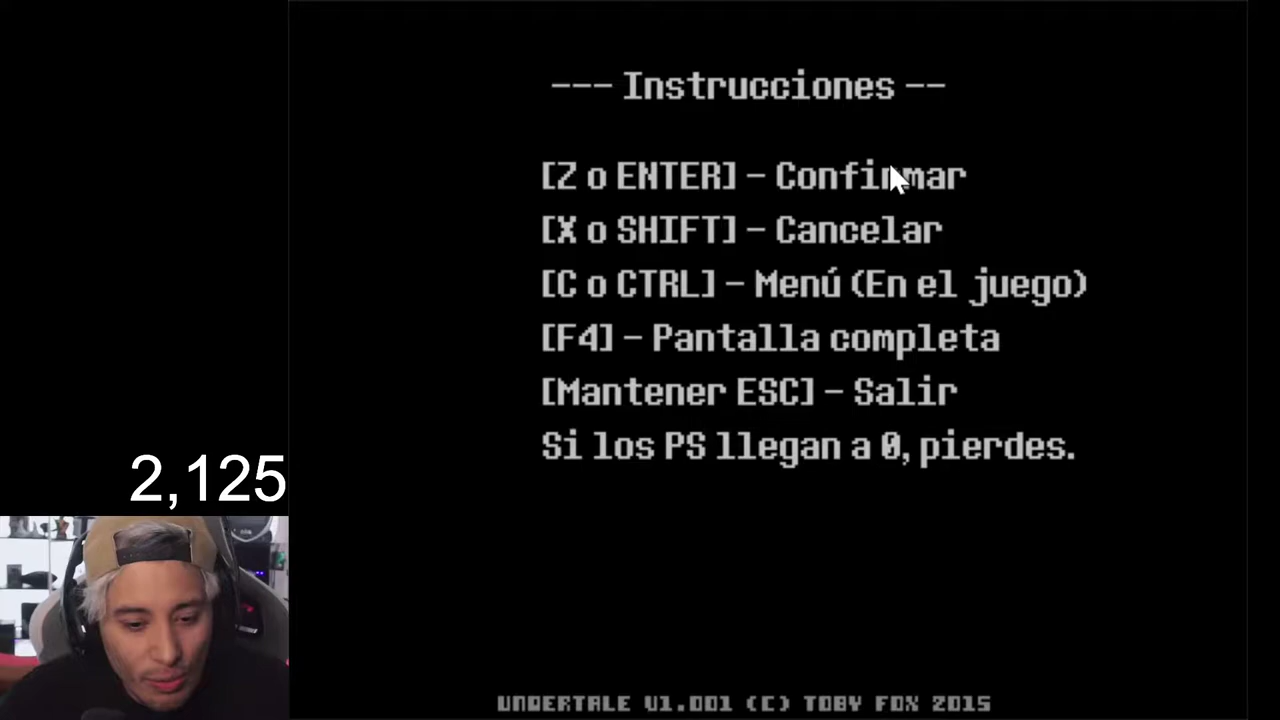 --- Instrucciones --
[Z o ENTER] - Confirmar
[X o SHIFT] - Cancelar
[C o CTRL] - Menú (En el juego)
[F4] - Pantalla completa
[Mantener ESC] - Salir
Si los PS llegan a 0, pierdes.
2,125
UNDERTALE V1.001 (C) TOBY FOX 2015